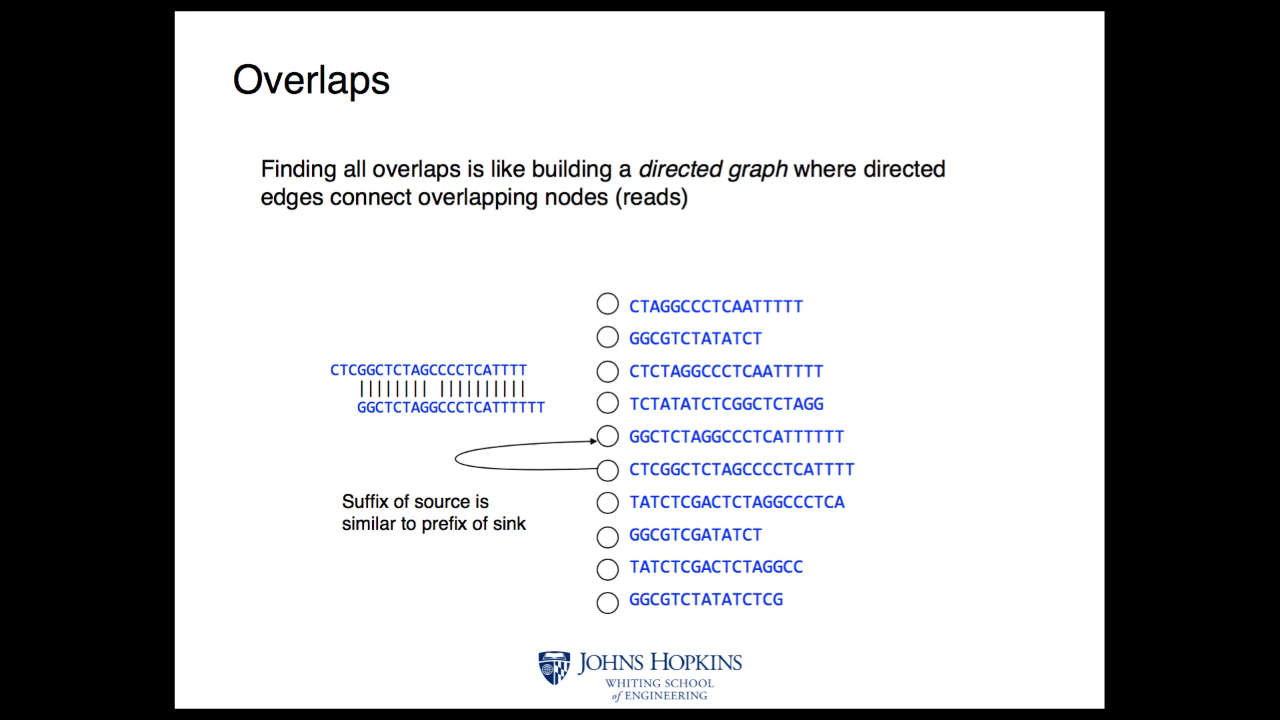 Overlaps
Finding all overlaps is like building a directed graph where directed
edges connect overlapping nodes (reads)
CTCGGCTCTAGCCCCTCATTTT
|||||||| ||||||||||
GGCTCTAGGCCCTCATTTTTT
Suffix of source is
similar to prefix of sink
CTAGGCCCTCAATTTTT
GGCGTCTATATCT
CTCTAGGCCCTCAATTTTT
TCTATATCTCGGCTCTAGG
GGCTCTAGGCCCTCATTTTTT
CTCGGCTCTAGCCCCTCATTTT
TATCTCGACTCTAGGCCCTCA
GGCGTCGATATCT
TATCTCGACTCTAGGCC
GGCGTCTATATCTCG
JOHNS HOPKINS
WHITING SCHOOL
of ENGINEERING